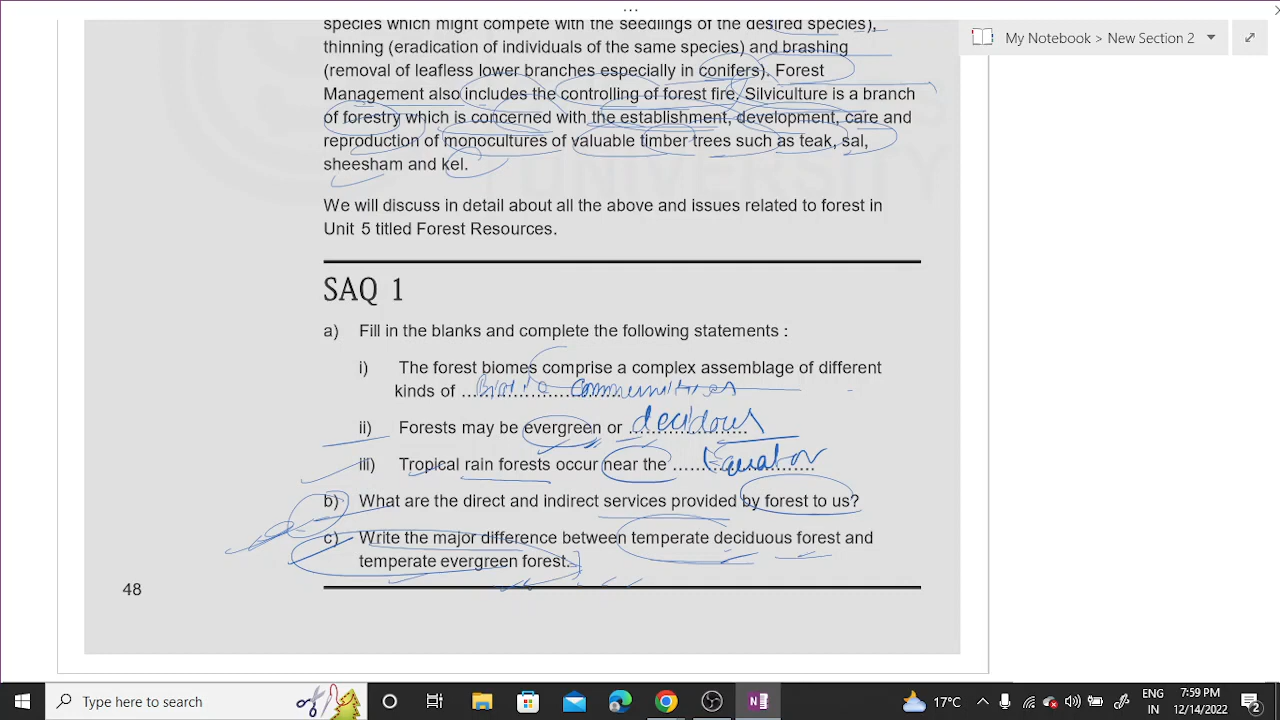 ...
My Notebook > New Section 2
species which might compete with the seedlings of the desired species),
thinning (eradication of individuals of the same species) and brashing
(removal of leafless lower branches especially in conifers). Forest
Management also includes the controlling of forest fire. Silviculture is a branch
of forestry which is concerned with the establishment, development, care and
reproduction of monocultures of valuable timber trees such as teak, sal,
sheesham and kel.
UNIVERSITY
We will discuss in detail about all the above and issues related to forest in
Unit 5 titled Forest Resources.
SAQ 1
a) Fill in the blanks and complete the following statements :
i) The forest biomes comprise a complex assemblage of different
kinds of ..................... communities
ii) Forests may be evergreen or ..................... decidous
iii) Tropical rain forests occur near the ......................... Equator
b) What are the direct and indirect services provided by forest to us?
c) Write the major difference between temperate deciduous forest and
temperate evergreen forest.
48
Type here to search
17°C
ENG
IN
7:59 PM
12/14/2022
2